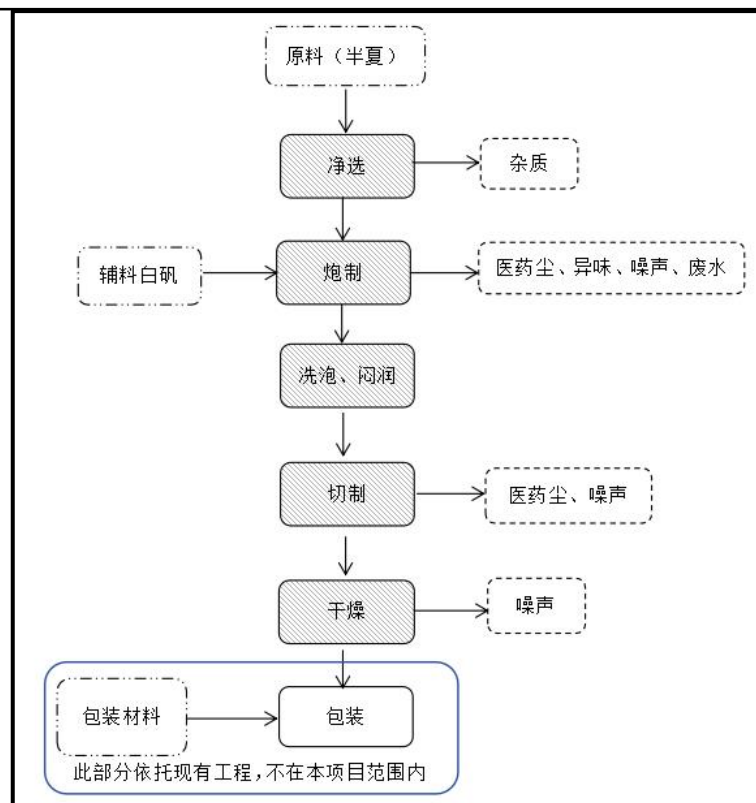 原料（半夏）
净选
杂质
辅料白矾
炮制
医药尘、异味、噪声、废水
洗泡、闷润
切制
医药尘、噪声
干燥
噪声
包装材料
包装
此部分依托现有工程,不在本项目范围内